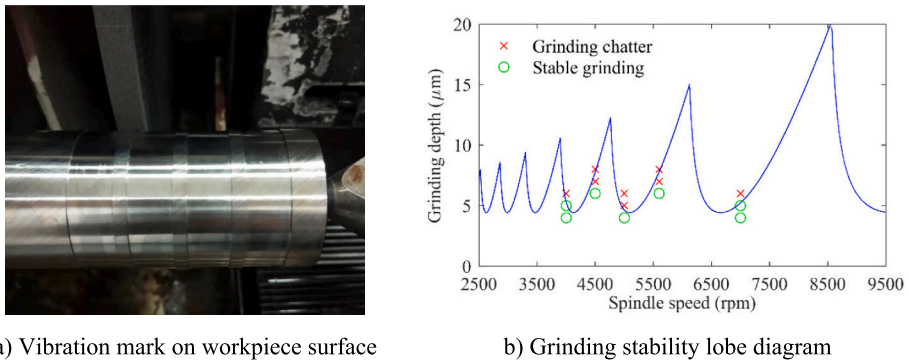 20
15
10
5
0
Grinding depth (μm)
× Grinding chatter
○ Stable grinding
2500 3500 4500 5500 6500 7500 8500 9500
Spindle speed (rpm)
a) Vibration mark on workpiece surface
b) Grinding stability lobe diagram